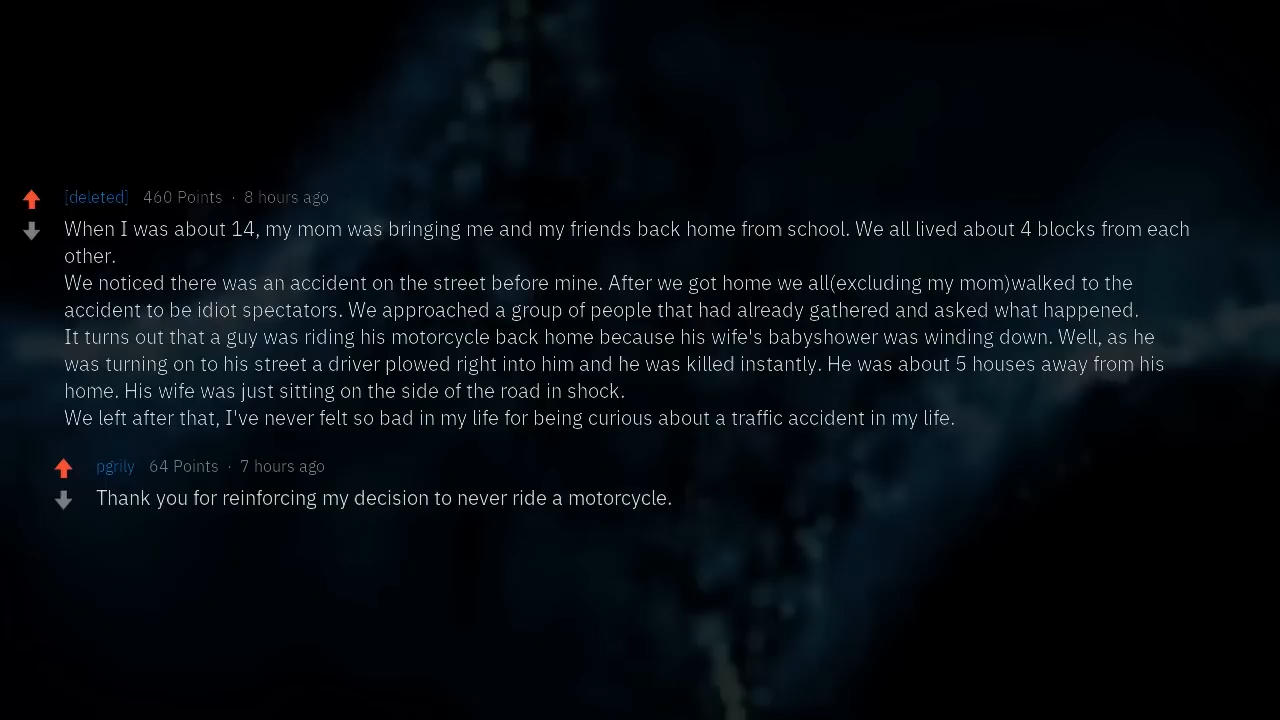 [deleted] 460 Points · 8 hours ago
When I was about 14, my mom was bringing me and my friends back home from school. We all lived about 4 blocks from each
other.
We noticed there was an accident on the street before mine. After we got home we all(excluding my mom)walked to the
accident to be idiot spectators. We approached a group of people that had already gathered and asked what happened.
It turns out that a guy was riding his motorcycle back home because his wife's babyshower was winding down. Well, as he
was turning on to his street a driver plowed right into him and he was killed instantly. He was about 5 houses away from his
home. His wife was just sitting on the side of the road in shock.
We left after that, I've never felt so bad in my life for being curious about a traffic accident in my life.
pgrily 64 Points · 7 hours ago
Thank you for reinforcing my decision to never ride a motorcycle.